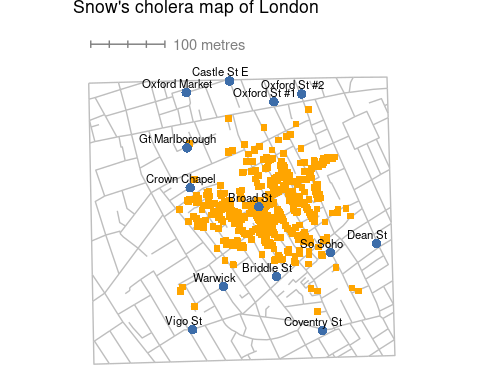 Snow's cholera map of London
100 metres
Castle St E
Oxford Market
Oxford St #2
Oxford St #1
Gt Marlborough
Crown Chapel
Broad St
Dean St
So Soho
Briddle St
Warwick
Vigo St
Coventry St